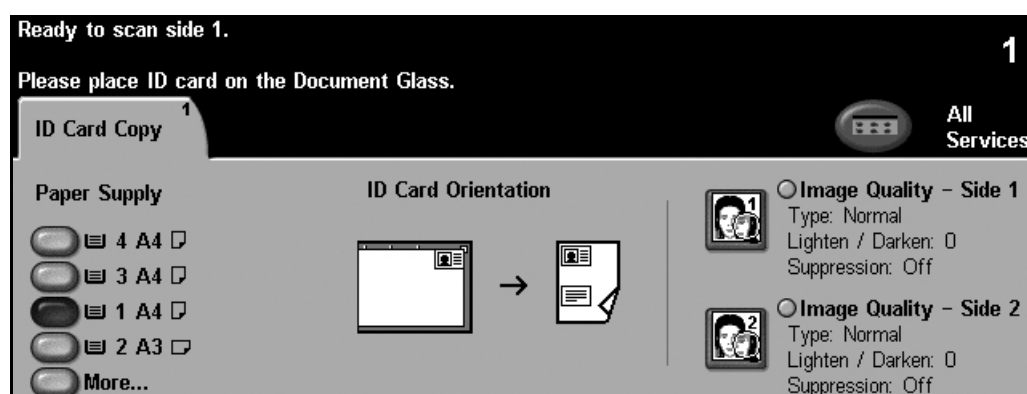 Ready to scan side 1.
1
Please place ID card on the Document Glass.
ID Card Copy 1
All
Services
Paper Supply
4 A4
3 A4
1 A4
2 A3
More...
ID Card Orientation
1
Image Quality - Side 1
Type: Normal
Lighten / Darken: 0
Suppression: Off
2
Image Quality - Side 2
Type: Normal
Lighten / Darken: 0
Suppression: Off